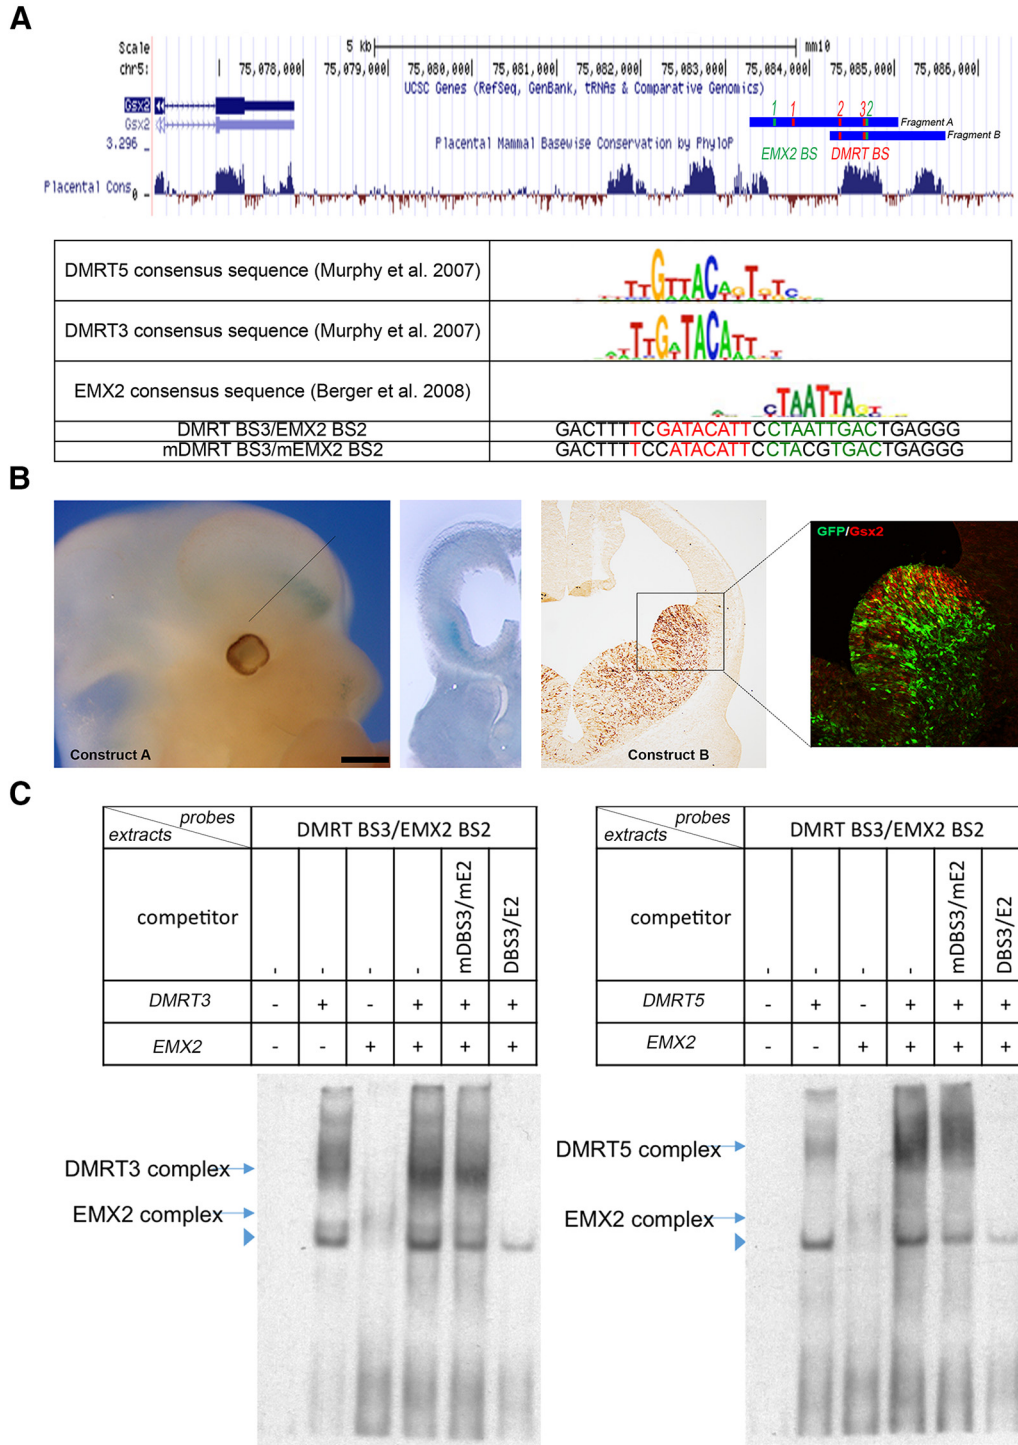 A
Scale
5 kb
mm10
chr5:
75,078,000
75,079,000
75,080,000
75,081,000
75,082,000
75,083,000
75,084,000
75,085,000
75,086,000
UCSC Genes (RefSeq, GenBank, tRNAs & Comparative Genomics)
Gsx2
Gsx2
1 1 2 32
Fragment A
Fragment B
3.296
Placental Mammal Basewise Conservation by PhyloP
EMX2 BS DMRT BS
Placental Cons
0
DMRT5 consensus sequence (Murphy et al. 2007)
TTGTTACAGTGTC
DMRT3 consensus sequence (Murphy et al. 2007)
TTGATACATT
EMX2 consensus sequence (Berger et al. 2008)
CTAATTA
DMRT BS3/EMX2 BS2
GACTTTTCGATACATTCCTAATTGACTGAGGG
mDMRT BS3/mEMX2 BS2
GACTTTTCCATACATTCCTACGTGACTGAGGG
B
Construct A
Construct B
GFP/Gsx2
C
probes
extracts
DMRT BS3/EMX2 BS2
competitor
- - - - mDBS3/mE2 DBS3/E2
DMRT3 - + - + + +
EMX2 - - + + + +
DMRT3 complex
EMX2 complex
probes
extracts
DMRT BS3/EMX2 BS2
competitor
- - - - mDBS3/mE2 DBS3/E2
DMRT5 - + - + + +
EMX2 - - + + + +
DMRT5 complex
EMX2 complex